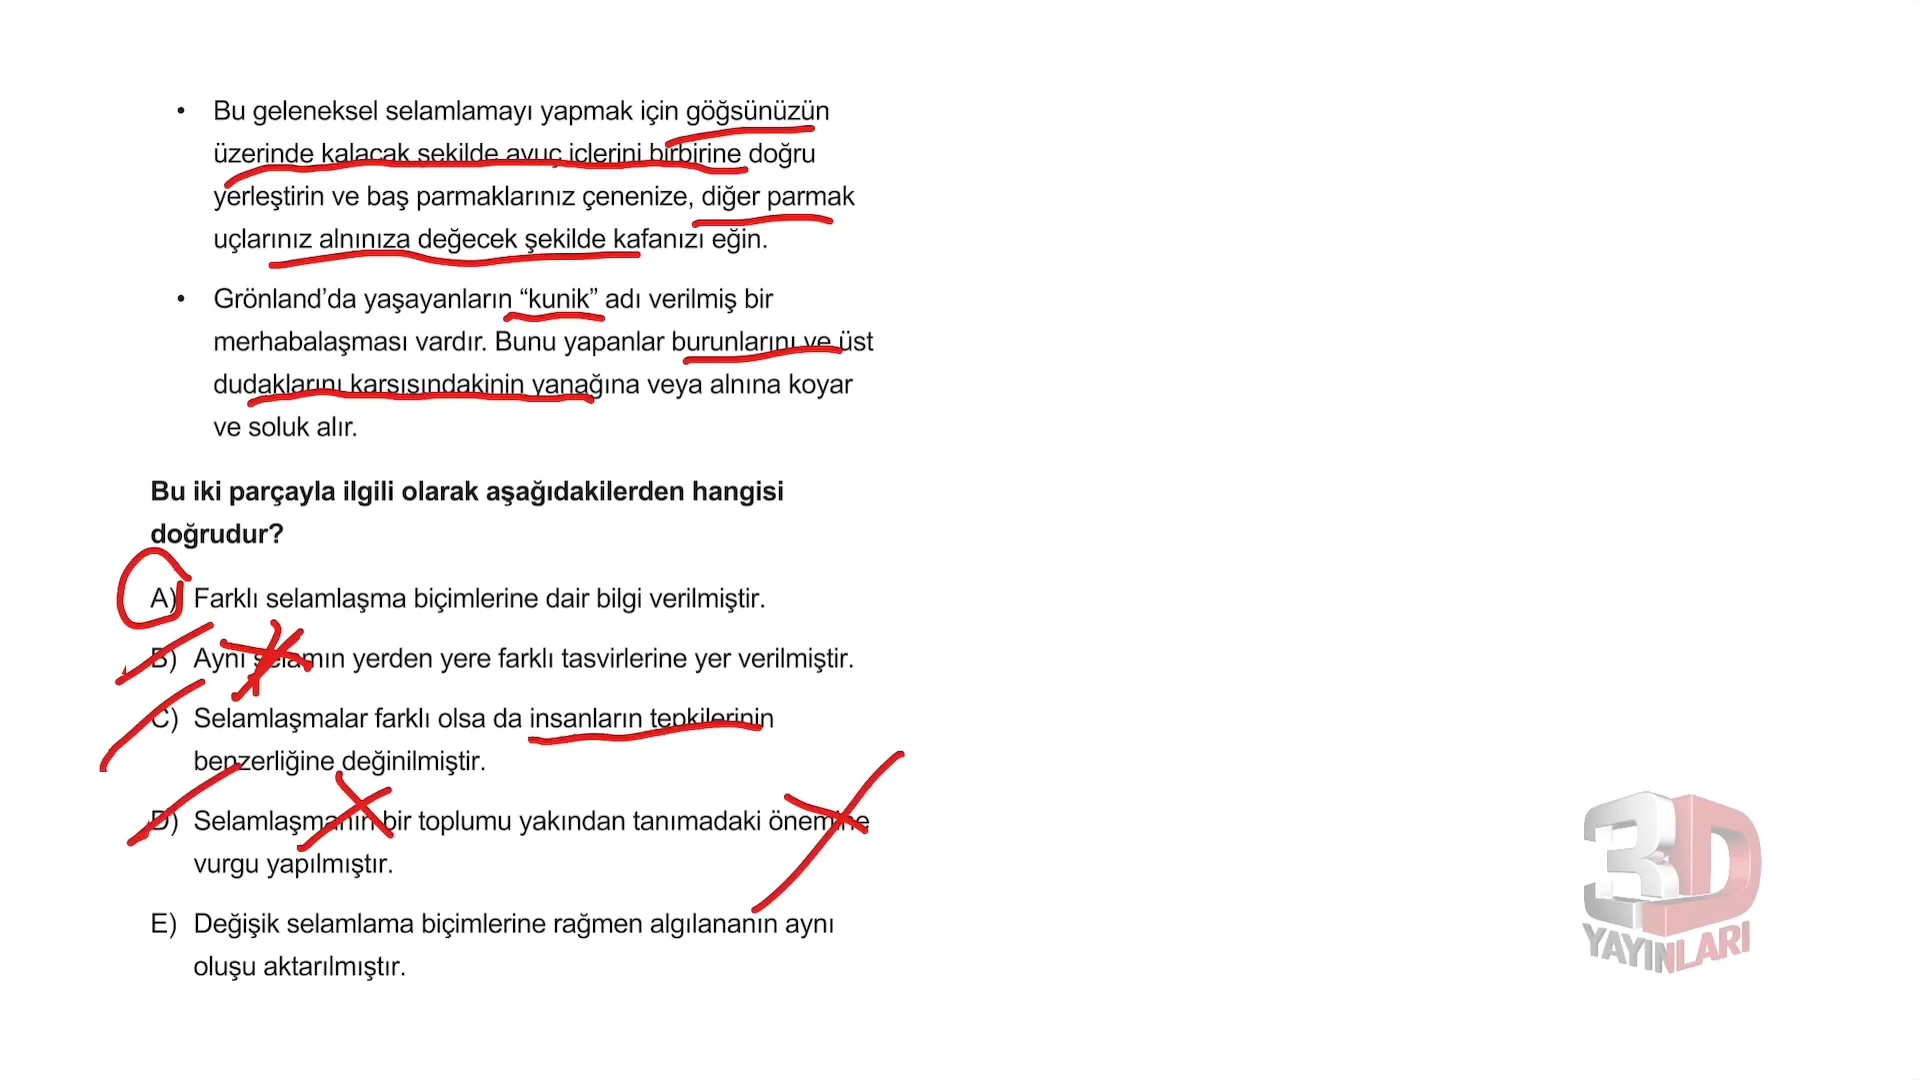 • Bu geleneksel selamlamayı yapmak için göğsünüzün
üzerinde kalacak şekilde avuç içlerini birbirine doğru
yerleştirin ve baş parmaklarınız çenenize, diğer parmak
uçlarınız alnınıza değecek şekilde kafanızı eğin.
• Grönland’da yaşayanların “kunik” adı verilmiş bir
merhabalaşması vardır. Bunu yapanlar burunlarını ve üst
dudaklarını karşısındakinin yanağına veya alnına koyar
ve soluk alır.
Bu iki parçayla ilgili olarak aşağıdakilerden hangisi
doğrudur?
A) Farklı selamlaşma biçimlerine dair bilgi verilmiştir.
B) Aynı selamın yerden yere farklı tasvirlerine yer verilmiştir.
C) Selamlaşmalar farklı olsa da insanların tepkilerinin
benzerliğine değinilmiştir.
D) Selamlaşmanın bir toplumu yakından tanımadaki önemine
vurgu yapılmıştır.
E) Değişik selamlama biçimlerine rağmen algılananın aynı
oluşu aktarılmıştır.
3D
YAYINLARI